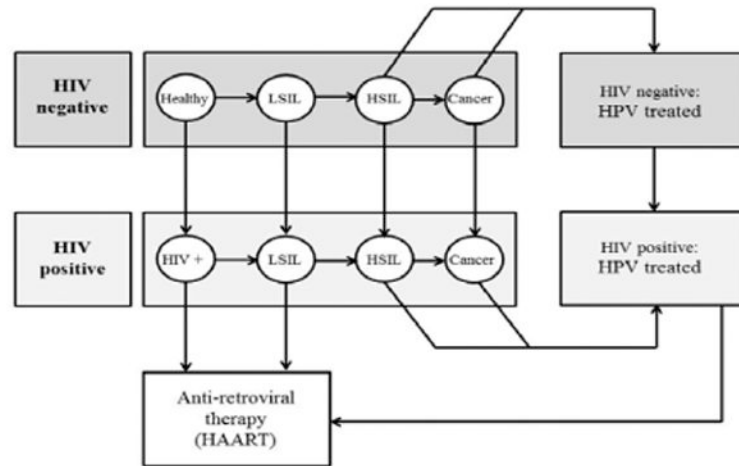 HIV
negative
Healthy
LSIL
HSIL
Cancer
HIV negative:
HPV treated
HIV
positive
HIV +
LSIL
HSIL
Cancer
HIV positive:
HPV treated
Anti-retroviral
therapy
(HAART)